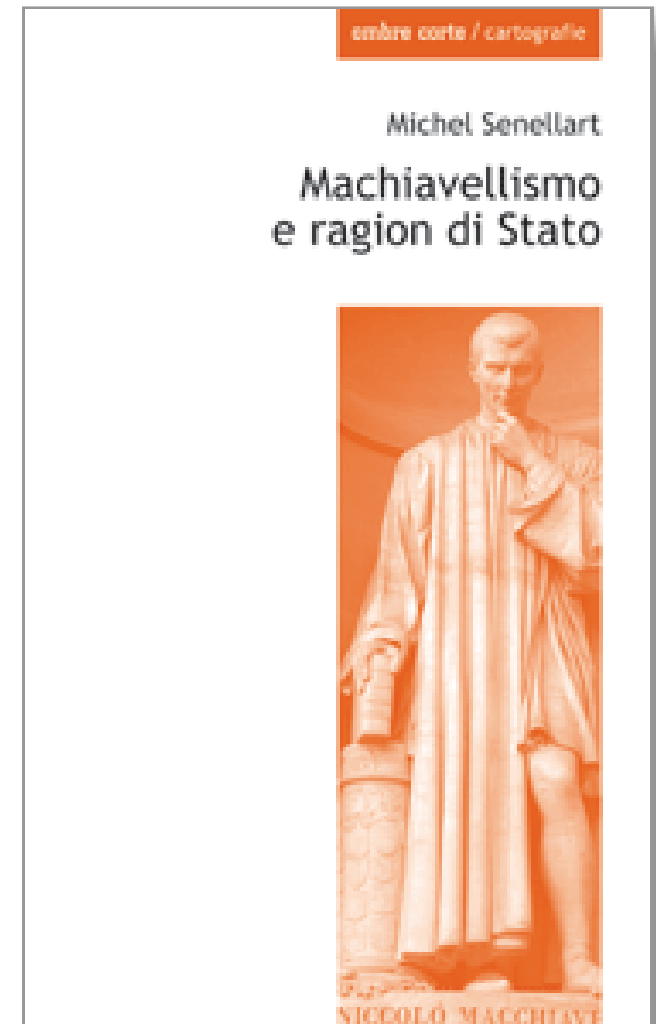 ombre corte / cartografie
Michel Senellart
Machiavellismo
e ragion di Stato
NICCOLÒ MACCHIAVE